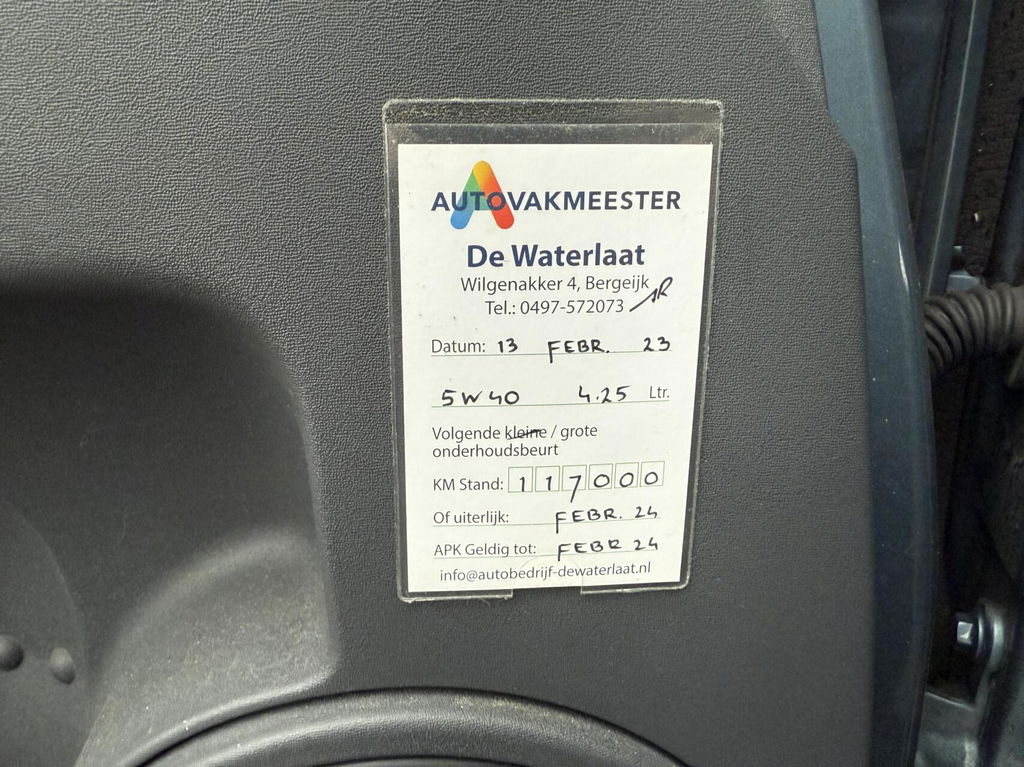 AUTOVAKMEESTER
De Waterlaat
Wilgenakker 4, Bergeijk
Tel.: 0497-572073
Datum: 13 FEBR. 23
5W40 4.25 Ltr.
Volgende kleine / grote
onderhoudsbeurt
KM Stand: 117000
Of uiterlijk: FEBR. 24
APK Geldig tot: FEBR 24
info@autobedrijf-dewaterlaat.nl